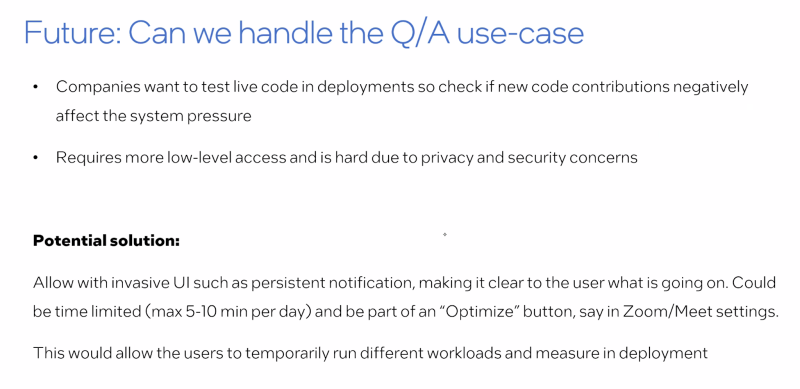 Future: Can we handle the Q/A use-case
• Companies want to test live code in deployments so check if new code contributions negatively
affect the system pressure
• Requires more low-level access and is hard due to privacy and security concerns
Potential solution:
Allow with invasive UI such as persistent notification, making it clear to the user what is going on. Could
be time limited (max 5-10 min per day) and be part of an “Optimize” button, say in Zoom/Meet settings.
This would allow the users to temporarily run different workloads and measure in deployment